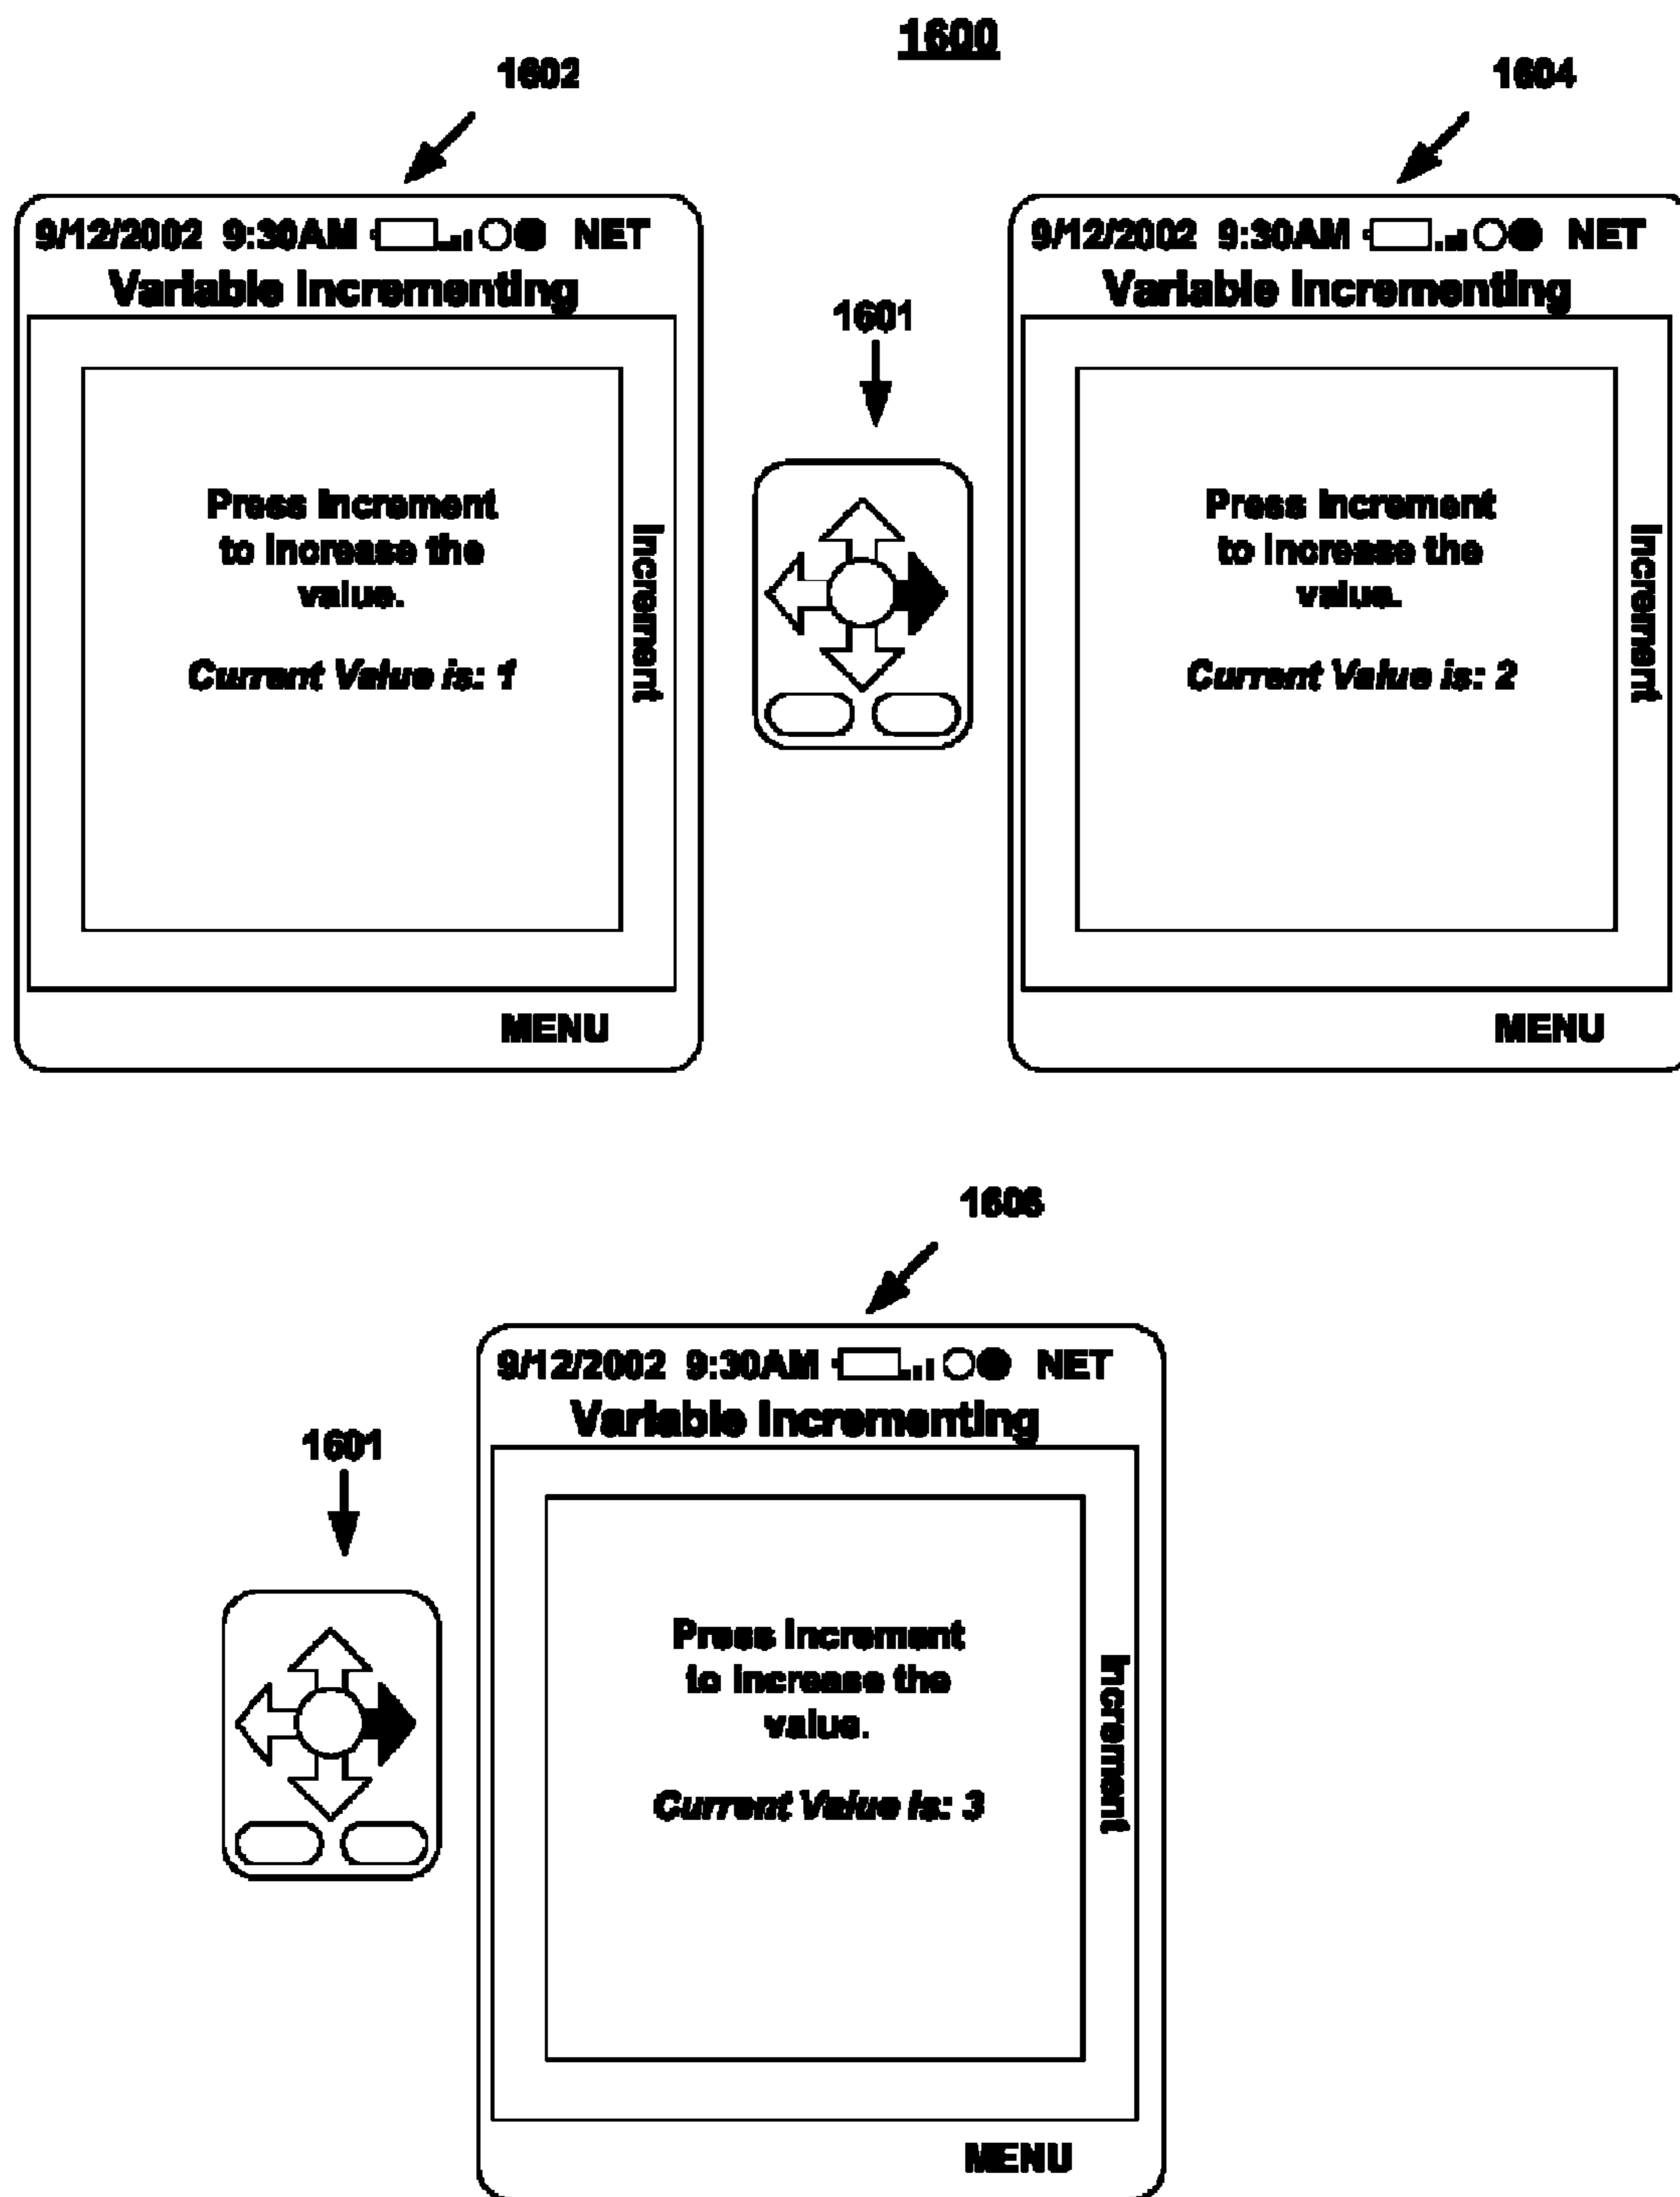 1600
1602
1604
9/12/2002 9:30AM NET
Variable Incrementing
Press Increment
to increase the
value.
Current Value is: 1
Increment
MENU
1601
9/12/2002 9:30AM NET
Variable Incrementing
Press Increment
to increase the
value.
Current Value is: 2
Increment
MENU
1606
1601
9/12/2002 9:30AM NET
Variable Incrementing
Press Increment
to increase the
value.
Current Value is: 3
Increment
MENU